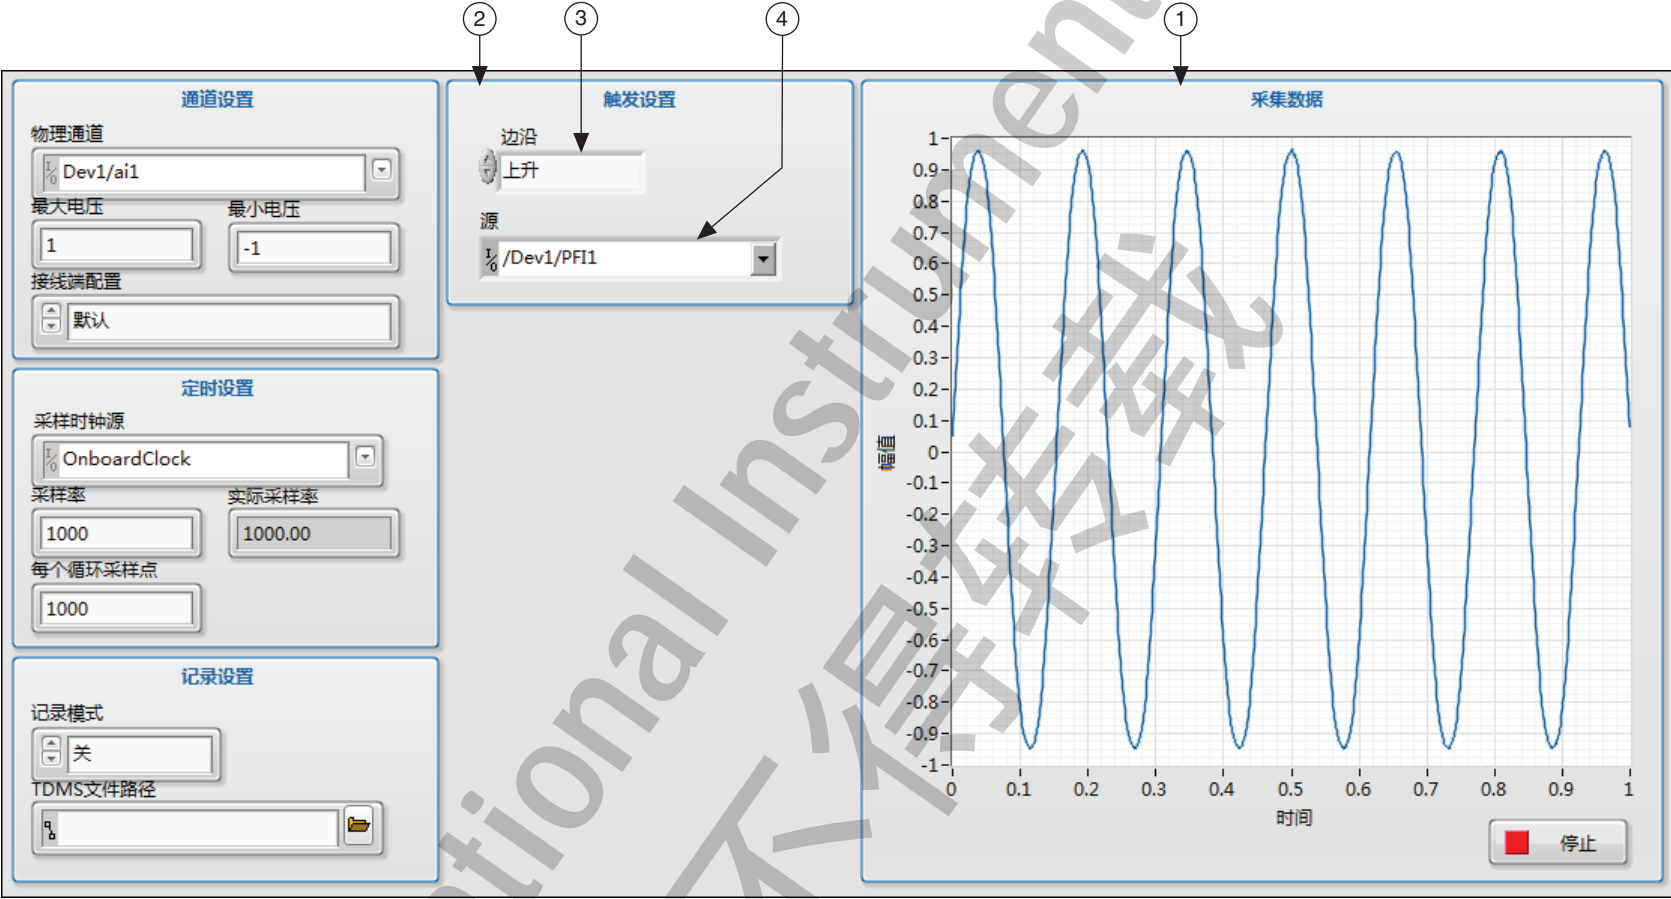 2
3
4
1
通道设置
物理通道
Dev1/ai1
最大电压
最小电压
1
-1
接线端配置
默认
定时设置
采样时钟源
OnboardClock
采样率
实际采样率
1000
1000.00
每个循环采样点
1000
记录设置
记录模式
关
TDMS文件路径
触发设置
边沿
上升
源
/Dev1/PFI1
采集数据
幅值
1
0.9
0.8
0.7
0.6
0.5
0.4
0.3
0.2
0.1
0
-0.1
-0.2
-0.3
-0.4
-0.5
-0.6
-0.7
-0.8
-0.9
-1
0 0.1 0.2 0.3 0.4 0.5 0.6 0.7 0.8 0.9 1
时间
停止
tional Instrument
不得转载